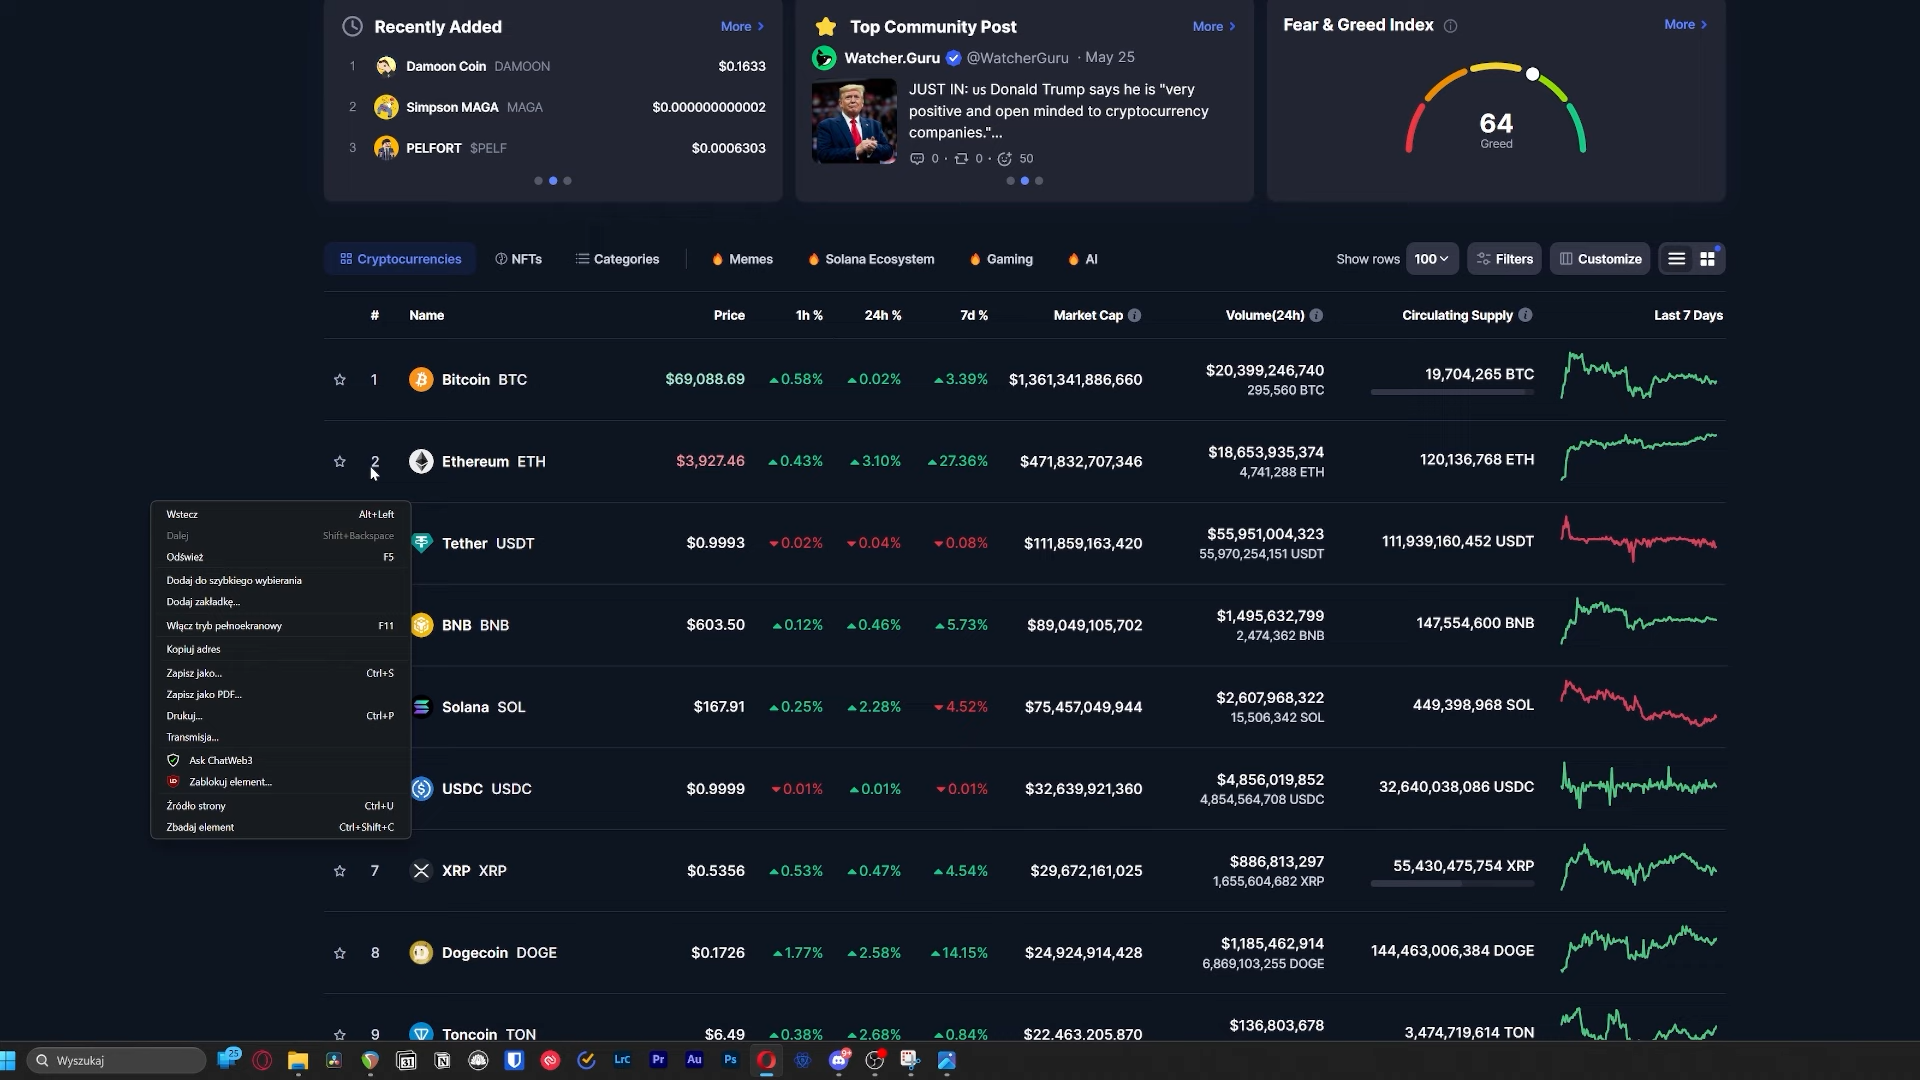 Recently Added
More >
1 Damoon Coin DAMOON $0.1633
2 Simpson MAGA MAGA $0.000000000002
3 PELFORT $PELF $0.0006303
Top Community Post
More >
Watcher.Guru @WatcherGuru · May 25
JUST IN: us Donald Trump says he is "very
positive and open minded to cryptocurrency
companies."...
0 · 0 · 50
Fear & Greed Index
More >
64
Greed
Cryptocurrencies NFTs Categories Memes Solana Ecosystem Gaming AI Show rows 100 Filters Customize
# Name Price 1h % 24h % 7d % Market Cap Volume(24h) Circulating Supply Last 7 Days
1 Bitcoin BTC $69,088.69 0.58% 0.02% 3.39% $1,361,341,886,660 $20,399,246,740 19,704,265 BTC
295,560 BTC
2 Ethereum ETH $3,927.46 0.43% 3.10% 27.36% $471,832,707,346 $18,653,935,374 120,136,768 ETH
4,741,288 ETH
Tether USDT $0.9993 0.02% 0.04% 0.08% $111,859,163,420 $55,951,004,323 111,939,160,452 USDT
55,970,254,151 USDT
BNB BNB $603.50 0.12% 0.46% 5.73% $89,049,105,702 $1,495,632,799 147,554,600 BNB
2,474,362 BNB
Solana SOL $167.91 0.25% 2.28% 4.52% $75,457,049,944 $2,607,968,322 449,398,968 SOL
15,506,342 SOL
USDC USDC $0.9999 0.01% 0.01% 0.01% $32,639,921,360 $4,856,019,852 32,640,038,086 USDC
4,854,564,708 USDC
7 XRP XRP $0.5356 0.53% 0.47% 4.54% $29,672,161,025 $886,813,297 55,430,475,754 XRP
1,655,604,682 XRP
8 Dogecoin DOGE $0.1726 1.77% 2.58% 14.15% $24,924,914,428 $1,185,462,914 144,463,006,384 DOGE
6,869,103,255 DOGE
9 Toncoin TON $6.49 0.38% 2.68% 0.84% $22,463,205,870 $136,803,678 3,474,719,614 TON
Wstecz Alt+Left
Dalej Shift+Backspace
Odśwież F5
Dodaj do szybkiego wybierania
Dodaj zakładkę...
Włącz tryb pełnoekranowy F11
Kopiuj adres
Zapisz jako... Ctrl+S
Zapisz jako PDF...
Drukuj... Ctrl+P
Transmisja...
Ask ChatWeb3
Zablokuj element...
Źródło strony Ctrl+U
Zbadaj element Ctrl+Shift+C
Wyszukaj 25 31 LrC Pr Au Ps